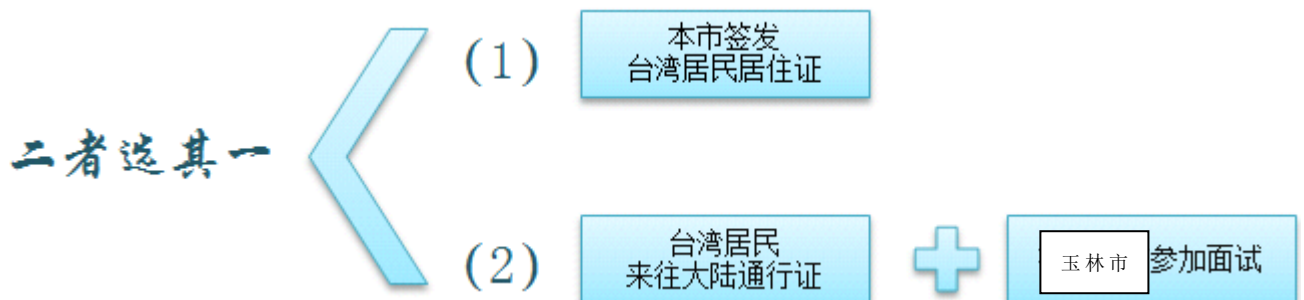 二者选其一
(1)
本市签发
台湾居民居住证
(2)
台湾居民
来往大陆通行证
玉林市参加面试